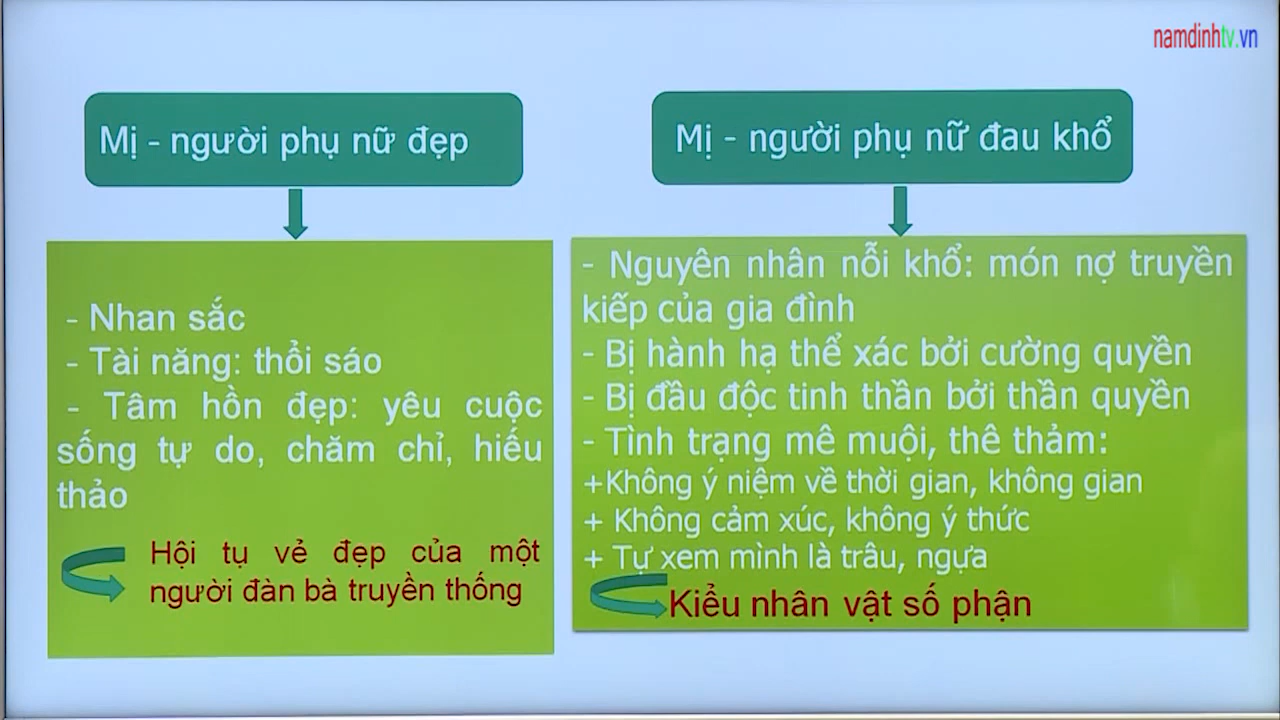 namdinhtv.vn
Mị - người phụ nữ đẹp
- Nhan sắc
- Tài năng: thổi sáo
- Tâm hồn đẹp: yêu cuộc
sống tự do, chăm chỉ, hiếu
thảo
Hội tụ vẻ đẹp của một
người đàn bà truyền thống
Mị - người phụ nữ đau khổ
- Nguyên nhân nỗi khổ: món nợ truyền
kiếp của gia đình
- Bị hành hạ thể xác bởi cường quyền
- Bị đầu độc tinh thần bởi thần quyền
- Tình trạng mê muội, thê thảm:
+Không ý niệm về thời gian, không gian
+ Không cảm xúc, không ý thức
+ Tự xem mình là trâu, ngựa
Kiểu nhân vật số phận